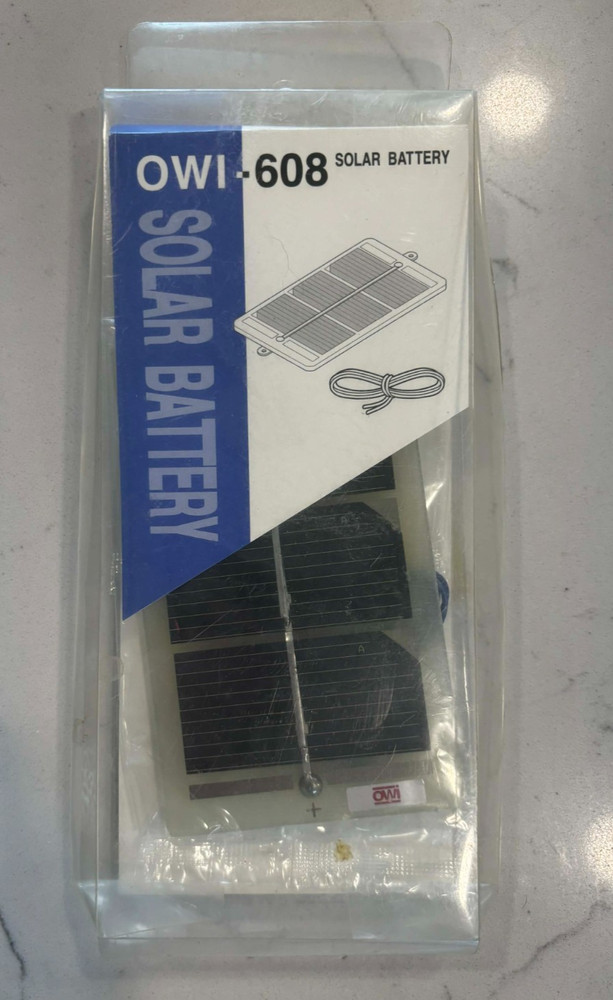 OWI-608 SOLAR BATTERY
SOLAR BATTERY
+
OWI